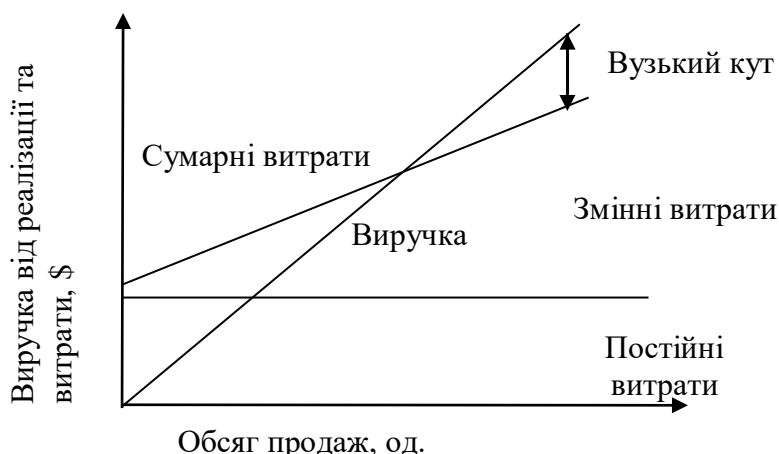 Виручка від реалізації та
витрати, $
Вузький кут
Сумарні витрати
Змінні витрати
Виручка
Постійні
витрати
Обсяг продаж, од.